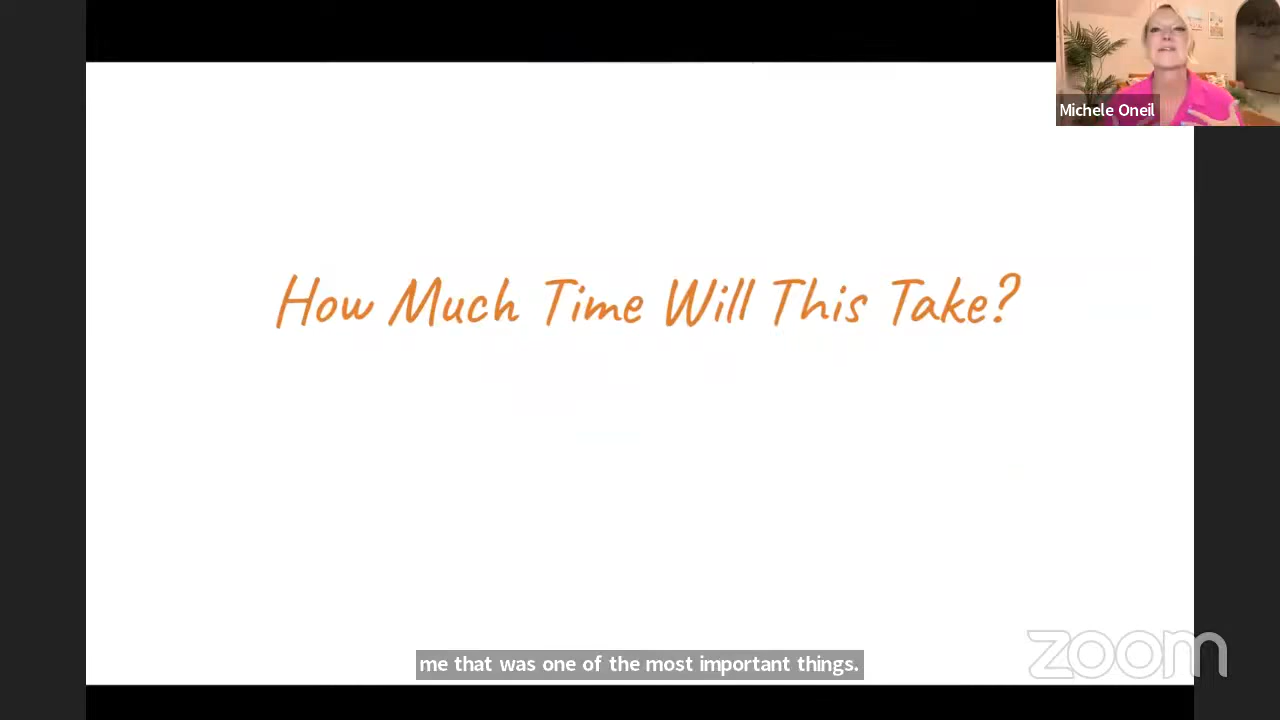 Michele Oneil
How Much Time Will This Take?
me that was one of the most important things.
zoom